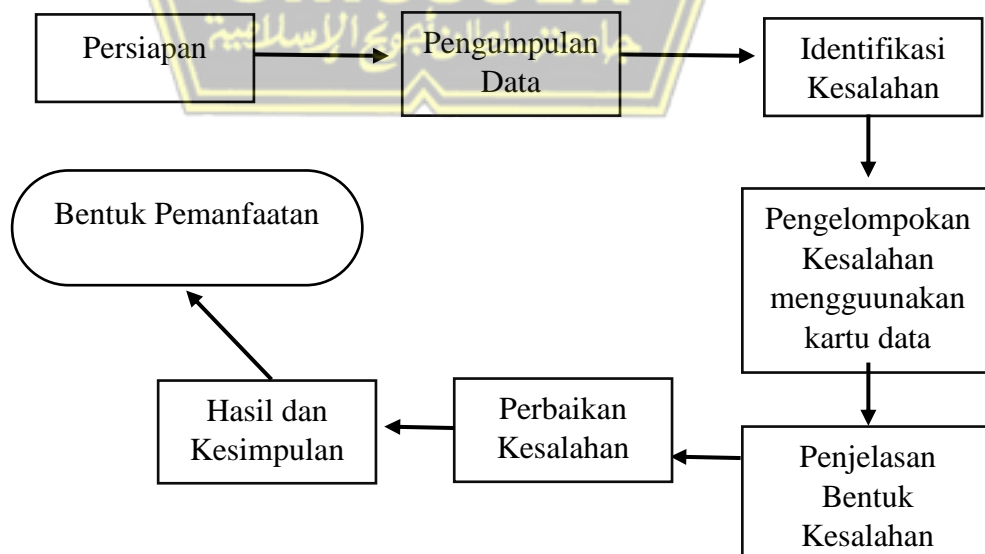 Persiapan
Pengumpulan
Data
Identifikasi
Kesalahan
Pengelompokan
Kesalahan
mengguunakan
kartu data
Penjelasan
Bentuk
Kesalahan
Perbaikan
Kesalahan
Hasil dan
Kesimpulan
Bentuk Pemanfaatan